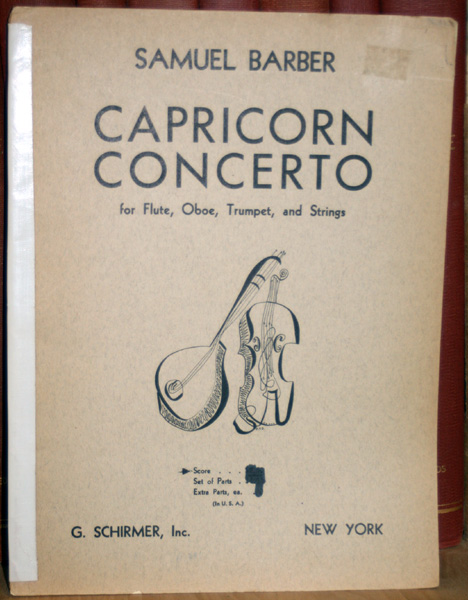 SAMUEL BARBER
CAPRICORN
CONCERTO
for Flute, Oboe, Trumpet, and Strings
Score . . .
Set of Parts .
Extra Parts, ea.
(In U. S. A.)
G. SCHIRMER, Inc. NEW YORK